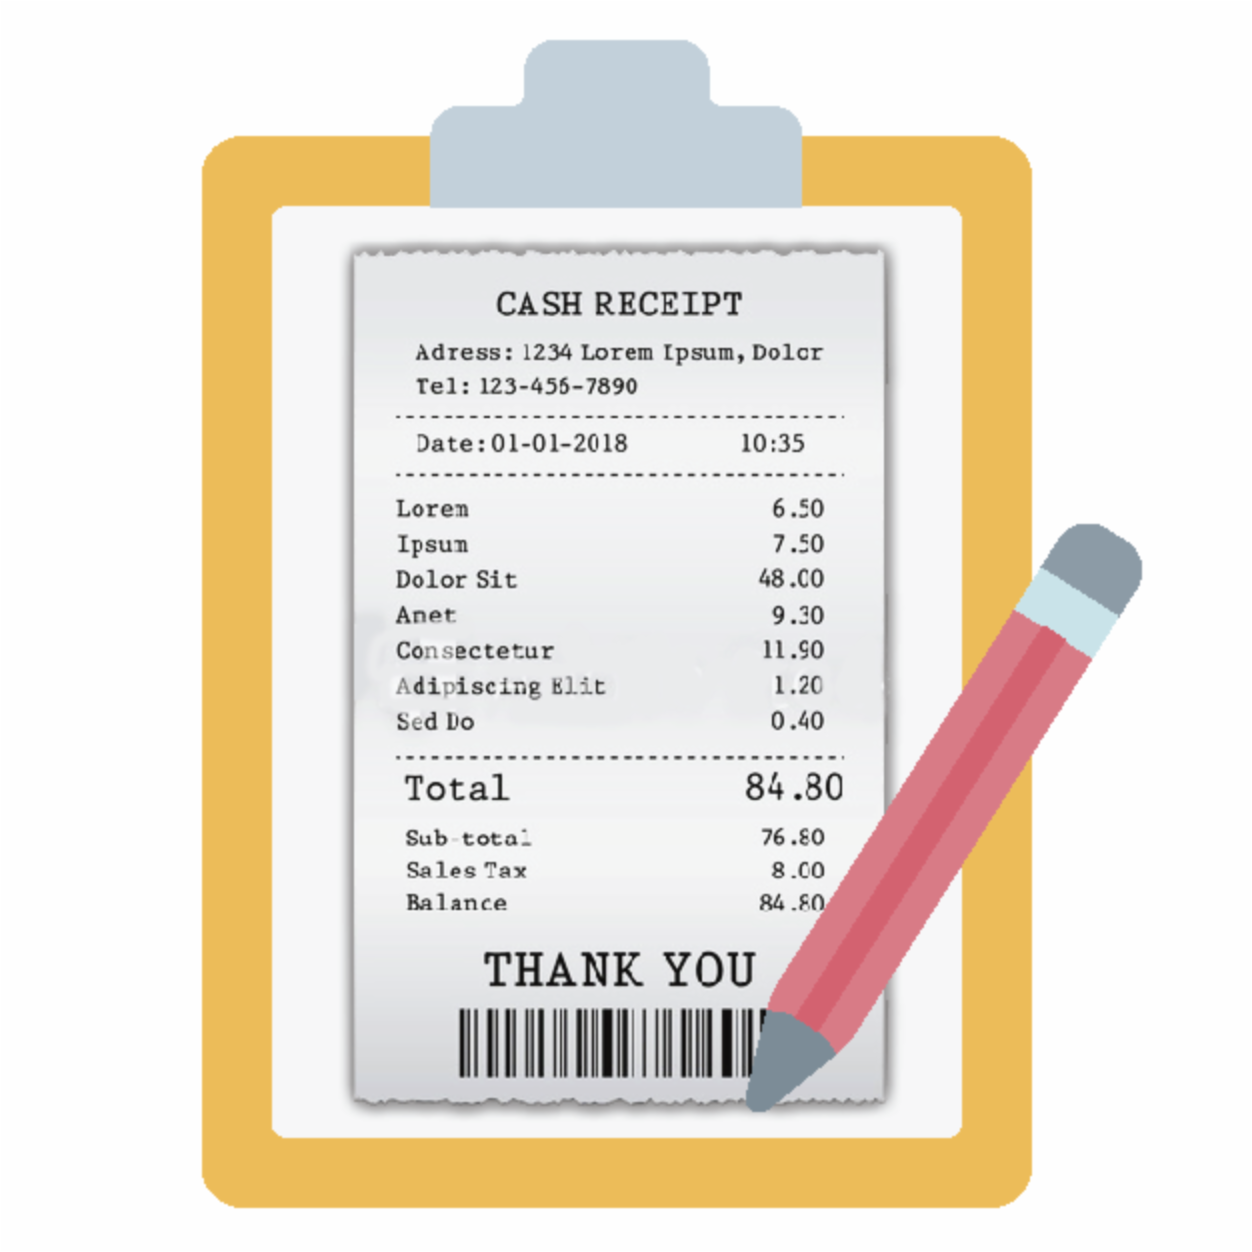 CASH RECEIPT
Adress: 1234 Lorem Ipsum, Dolor
Tel: 123-456-7890
Date: 01-01-2018 10:35
Lorem 6.50
Ipsum 7.50
Dolor Sit 48.00
Amet 9.30
Consectetur 11.90
Adipiscing Elit 1.20
Sed Do 0.40
Total 84.80
Sub-total 76.80
Sales Tax 8.00
Balance 84.80
THANK YOU